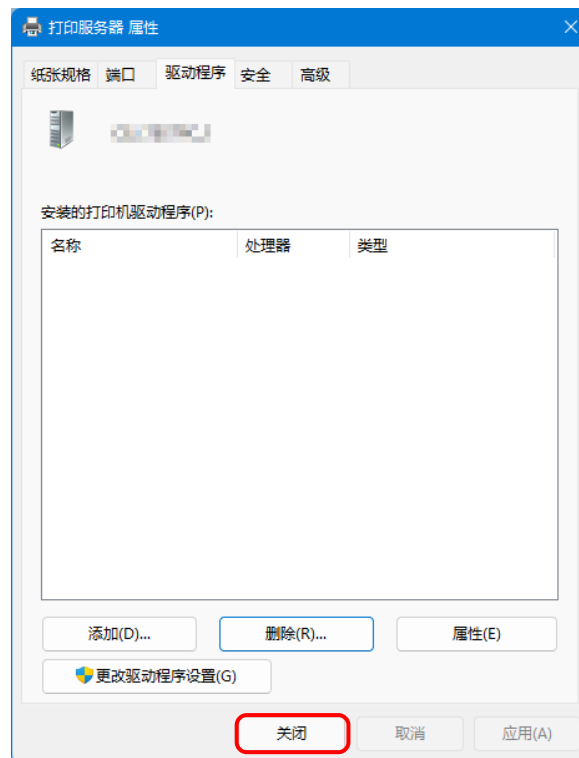 打印服务器 属性
纸张规格 端口 驱动程序 安全 高级
安装的打印机驱动程序(P):
名称 处理器 类型
添加(D)... 删除(R)... 属性(E)
更改驱动程序设置(G)
关闭 取消 应用(A)